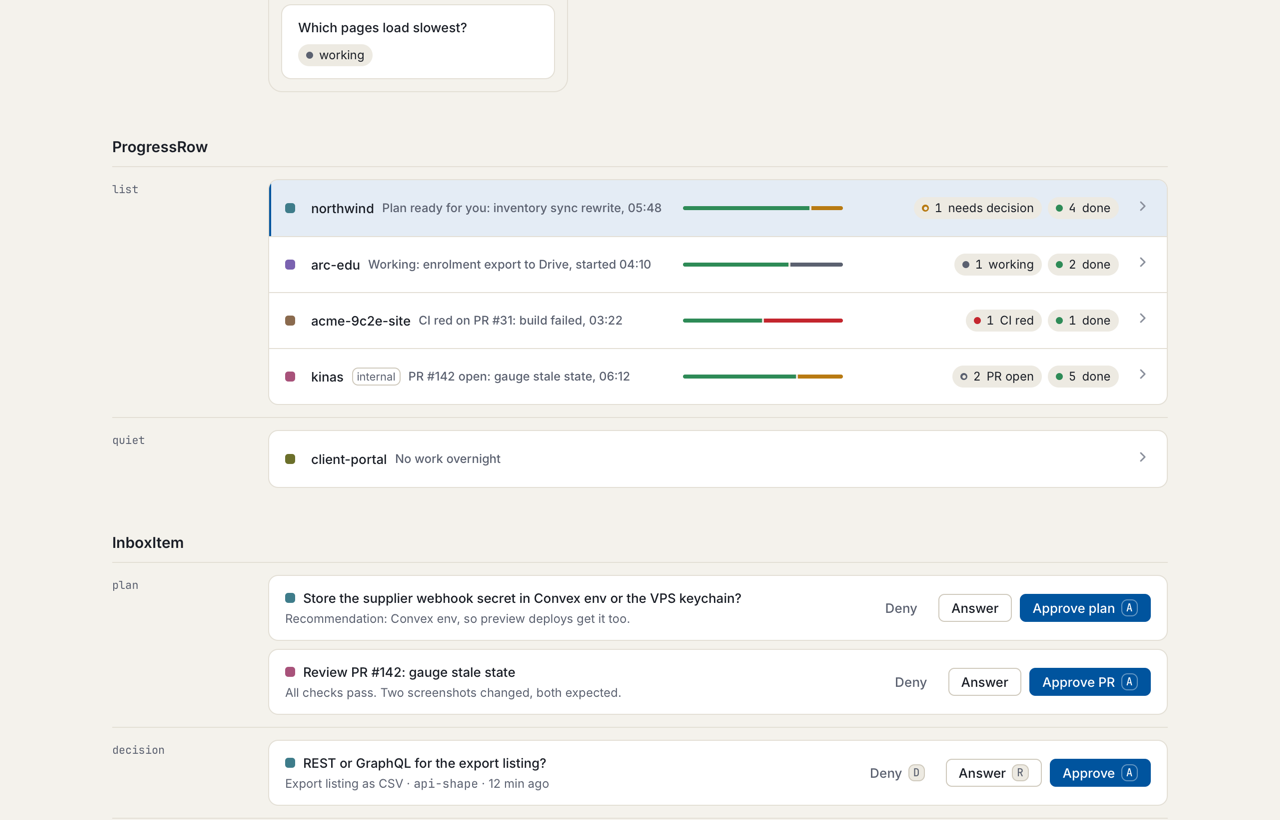 Which pages load slowest?
working
ProgressRow
list
northwind Plan ready for you: inventory sync rewrite, 05:48 1 needs decision 4 done
arc-edu Working: enrolment export to Drive, started 04:10 1 working 2 done
acme-9c2e-site CI red on PR #31: build failed, 03:22 1 CI red 1 done
kinas internal PR #142 open: gauge stale state, 06:12 2 PR open 5 done
quiet
client-portal No work overnight
InboxItem
plan
Store the supplier webhook secret in Convex env or the VPS keychain?
Recommendation: Convex env, so preview deploys get it too.
Deny Answer Approve plan A
Review PR #142: gauge stale state
All checks pass. Two screenshots changed, both expected.
Deny Answer Approve PR A
decision
REST or GraphQL for the export listing?
Export listing as CSV · api-shape · 12 min ago
Deny D Answer R Approve A